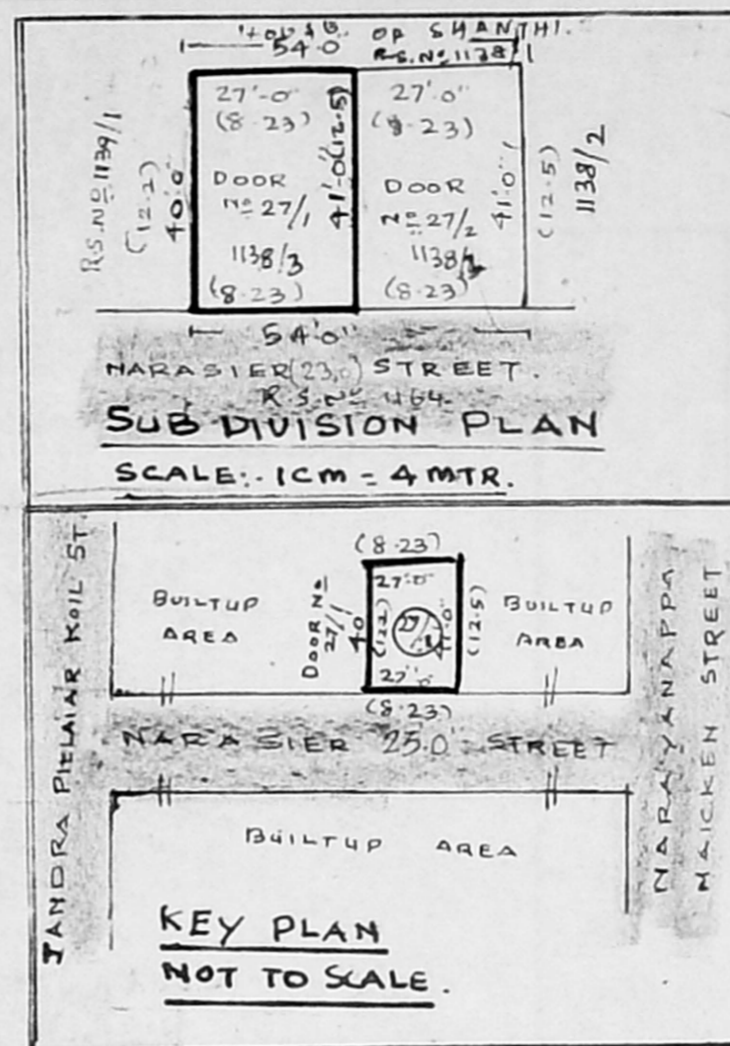 OF SHANTHI.
54'0"
R.S.Nº 1138/1
R.S.Nº 1139/1
(12.2)
40'0"
27'-0"
(8.23)
DOOR
Nº 27/1
1138/3
(8.23)
41'-0"(12.5)
27'-0"
(8.23)
DOOR
Nº 27/2
(8.23)
41'0"
(12.5)
1138/2
54'0"
NARASIER(23.0) STREET.
R.S.Nº 1164
SUB DIVISION PLAN
SCALE:- 1CM = 4 MTR.
BUILTUP
AREA
DOOR Nº
27/1
40
(8.23)
27'-0"
(12.2)
27/1
41'-0"
27'-0"
(8.23)
(12.5)
BUILTUP
AREA
NARASIER 25.0 STREET
BUILTUP AREA
PILLAIAR KOIL ST.
NARAYANAPPA
NAICKEN STREET
KEY PLAN
NOT TO SCALE.